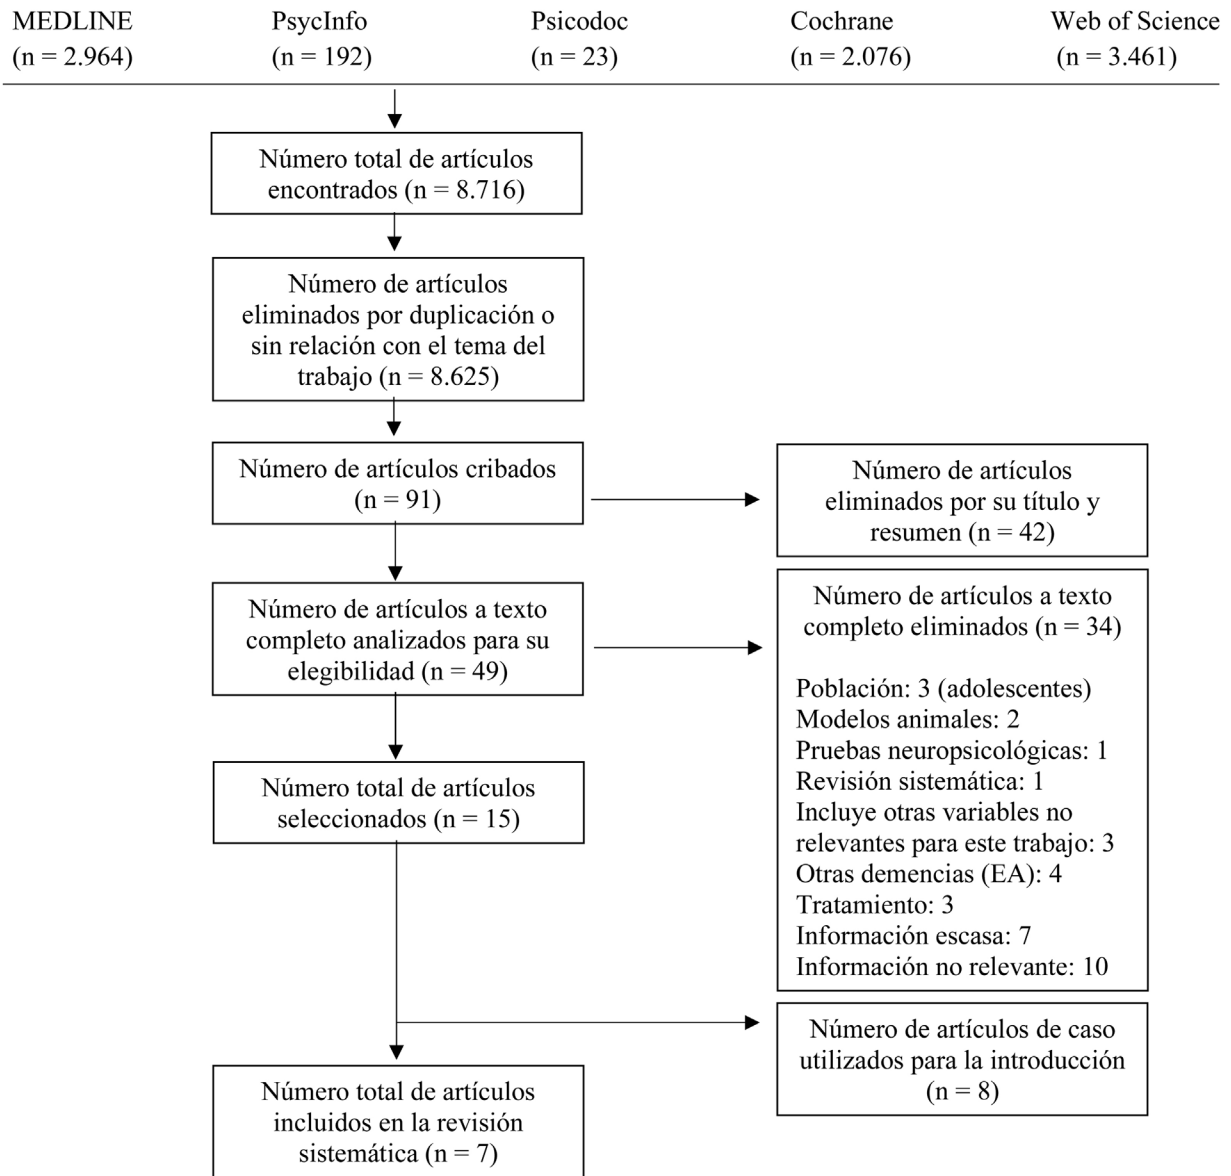 MEDLINE PsycInfo Psicodoc Cochrane Web of Science
(n = 2.964) (n = 192) (n = 23) (n = 2.076) (n = 3.461)
Número total de artículos
encontrados (n = 8.716)
Número de artículos
eliminados por duplicación o
sin relación con el tema del
trabajo (n = 8.625)
Número de artículos cribados
(n = 91)
Número de artículos
eliminados por su título y
resumen (n = 42)
Número de artículos a texto
completo analizados para su
elegibilidad (n = 49)
Número de artículos a texto
completo eliminados (n = 34)
Población: 3 (adolescentes)
Modelos animales: 2
Pruebas neuropsicológicas: 1
Revisión sistemática: 1
Incluye otras variables no
relevantes para este trabajo: 3
Otras demencias (EA): 4
Tratamiento: 3
Información escasa: 7
Información no relevante: 10
Número total de artículos
seleccionados (n = 15)
Número de artículos de caso
utilizados para la introducción
(n = 8)
Número total de artículos
incluidos en la revisión
sistemática (n = 7)